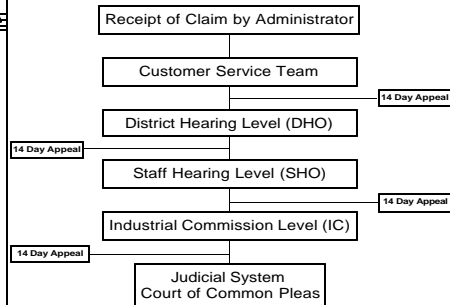 Receipt of Claim by Administrator
Customer Service Team
14 Day Appeal
District Hearing Level (DHO)
14 Day Appeal
Staff Hearing Level (SHO)
14 Day Appeal
Industrial Commission Level (IC)
14 Day Appeal
Judicial System
Court of Common Pleas